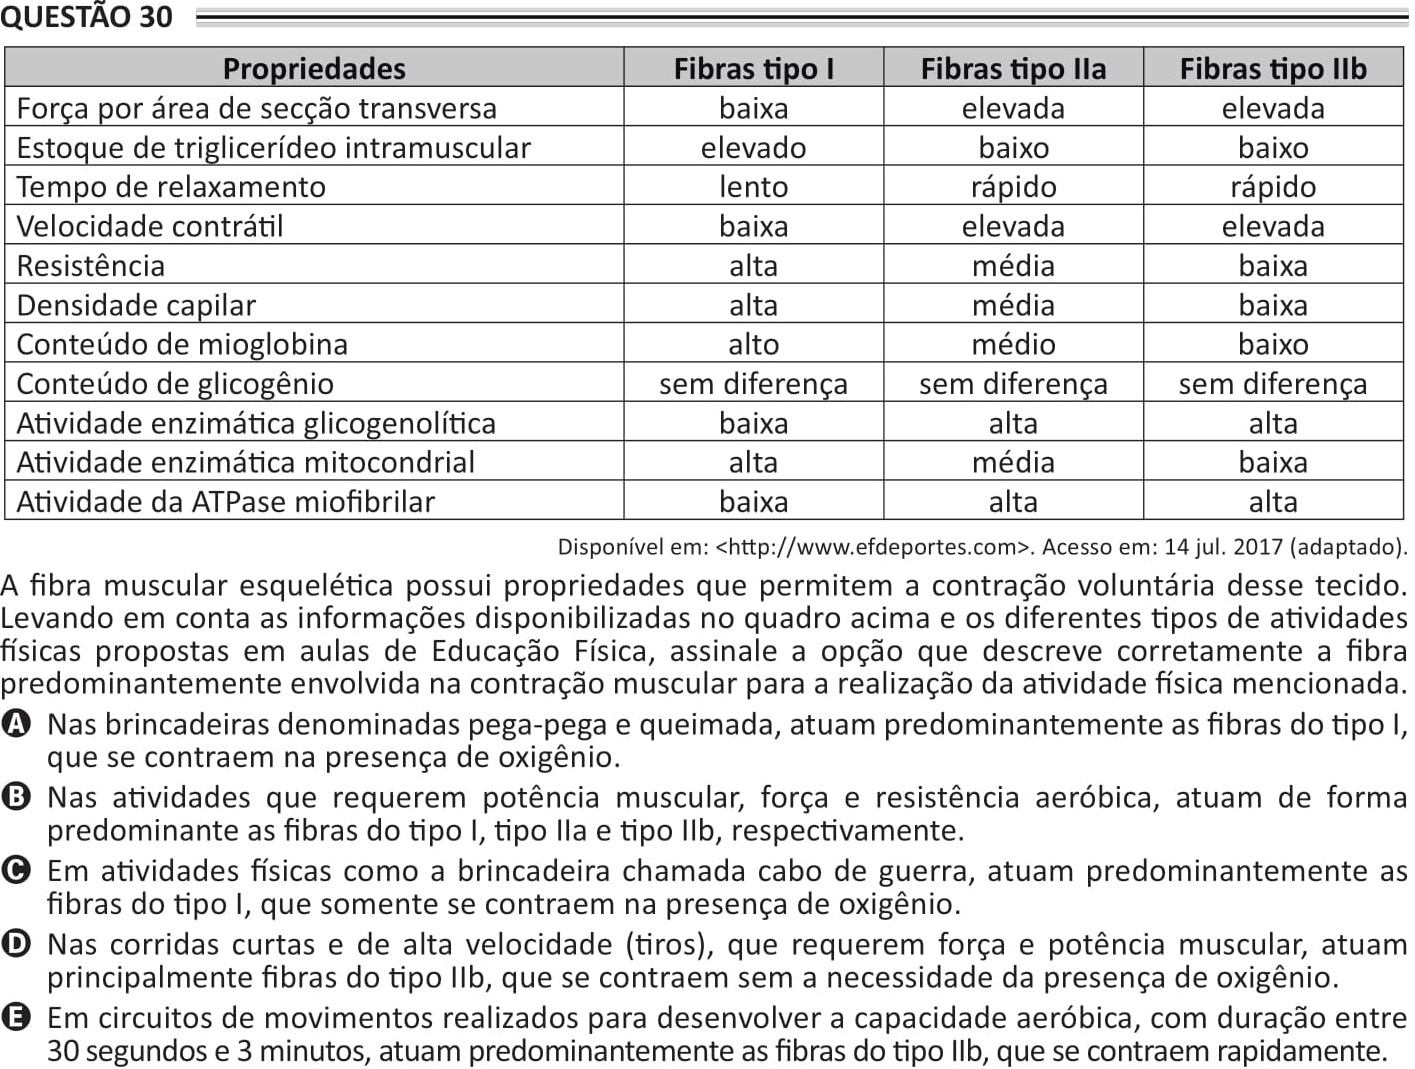 QUESTÃO 30
Propriedades Fibras tipo I Fibras tipo IIa Fibras tipo IIb
Força por área de secção transversa baixa elevada elevada
Estoque de triglicerídeo intramuscular elevado baixo baixo
Tempo de relaxamento lento rápido rápido
Velocidade contrátil baixa elevada elevada
Resistência alta média baixa
Densidade capilar alta média baixa
Conteúdo de mioglobina alto médio baixo
Conteúdo de glicogênio sem diferença sem diferença sem diferença
Atividade enzimática glicogenolítica baixa alta alta
Atividade enzimática mitocondrial alta média baixa
Atividade da ATPase miofibrilar baixa alta alta
Disponível em: <http://www.efdeportes.com>. Acesso em: 14 jul. 2017 (adaptado).
A fibra muscular esquelética possui propriedades que permitem a contração voluntária desse tecido.
Levando em conta as informações disponibilizadas no quadro acima e os diferentes tipos de atividades
físicas propostas em aulas de Educação Física, assinale a opção que descreve corretamente a fibra
predominantemente envolvida na contração muscular para a realização da atividade física mencionada.
A Nas brincadeiras denominadas pega-pega e queimada, atuam predominantemente as fibras do tipo I,
que se contraem na presença de oxigênio.
B Nas atividades que requerem potência muscular, força e resistência aeróbica, atuam de forma
predominante as fibras do tipo I, tipo IIa e tipo IIb, respectivamente.
C Em atividades físicas como a brincadeira chamada cabo de guerra, atuam predominantemente as
fibras do tipo I, que somente se contraem na presença de oxigênio.
D Nas corridas curtas e de alta velocidade (tiros), que requerem força e potência muscular, atuam
principalmente fibras do tipo IIb, que se contraem sem a necessidade da presença de oxigênio.
E Em circuitos de movimentos realizados para desenvolver a capacidade aeróbica, com duração entre
30 segundos e 3 minutos, atuam predominantemente as fibras do tipo IIb, que se contraem rapidamente.